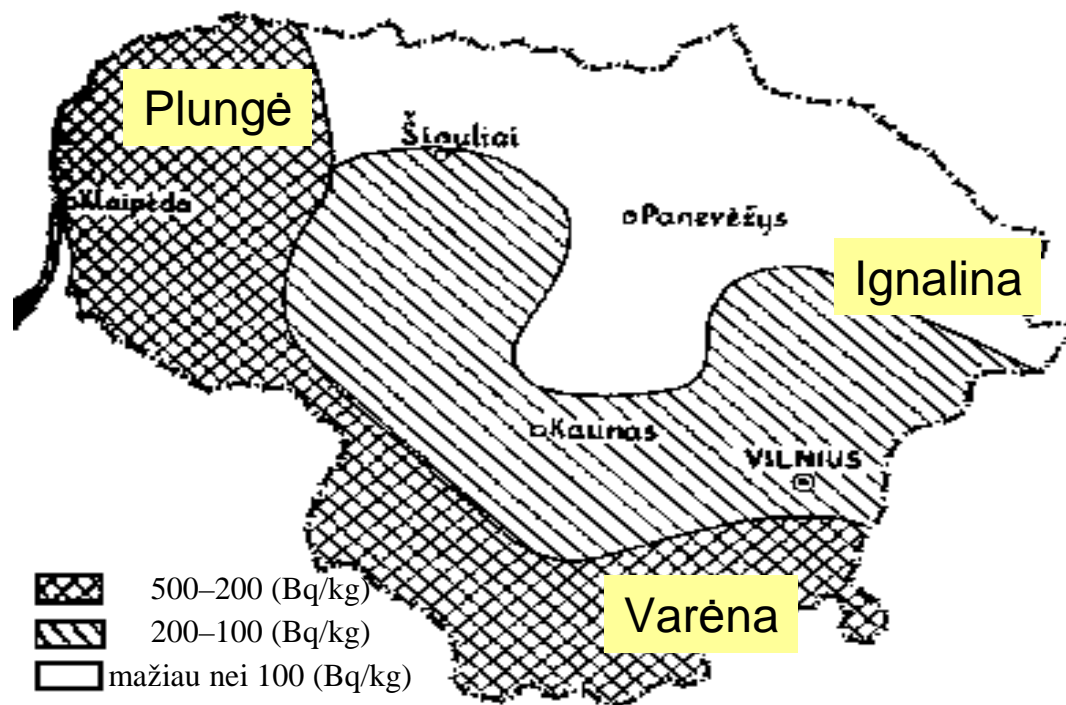 Plungė
Šiauliai
Klaipėda
Panevėžys
Ignalina
Kaunas
VILNIUS
500–200 (Bq/kg)
200–100 (Bq/kg)
mažiau nei 100 (Bq/kg)
Varėna